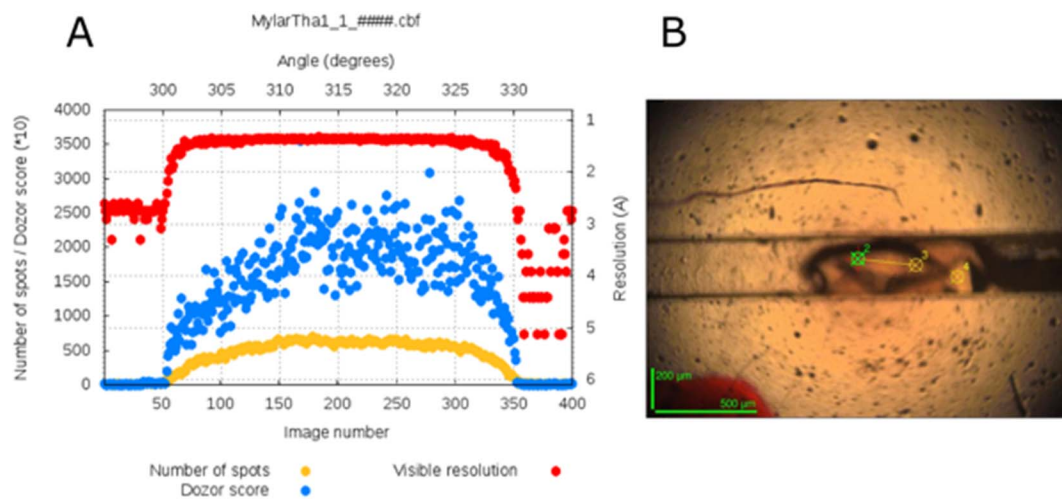 A
B
MylarTha1_1_####.cbf
Angle (degrees)
300 305 310 312 323 325 330
Number of spots / Dozor score (*10)
4000
3500
3000
2500
2000
1500
1000
500
0
1
2
3
4
5
6
Resolution (A)
50 100 150 200 250 300 350 400
Image number
Number of spots
Visible resolution
Dozor score
2
3
4
200 µm
500 µm